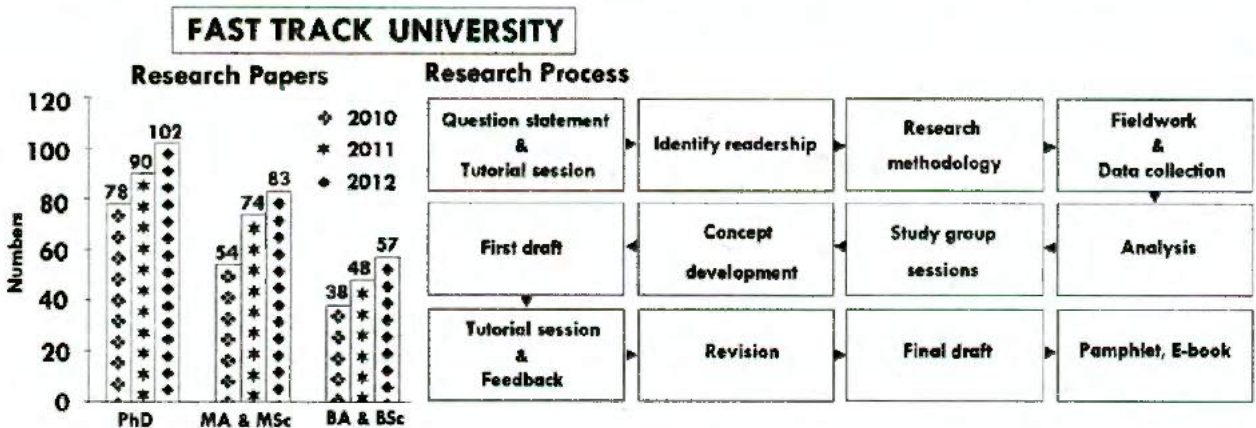 FAST TRACK UNIVERSITY
Research Papers
Numbers
120
100
80
60
40
20
0
2010
2011
2012
78
90
102
54
74
83
38
48
57
PhD
MA & MSc
BA & BSc
Research Process
Question statement
&
Tutorial session
Identify readership
Research
methodology
Fieldwork
&
Data collection
Analysis
Study group
sessions
Concept
development
First draft
Tutorial session
&
Feedback
Revision
Final draft
Pamphlet, E-book